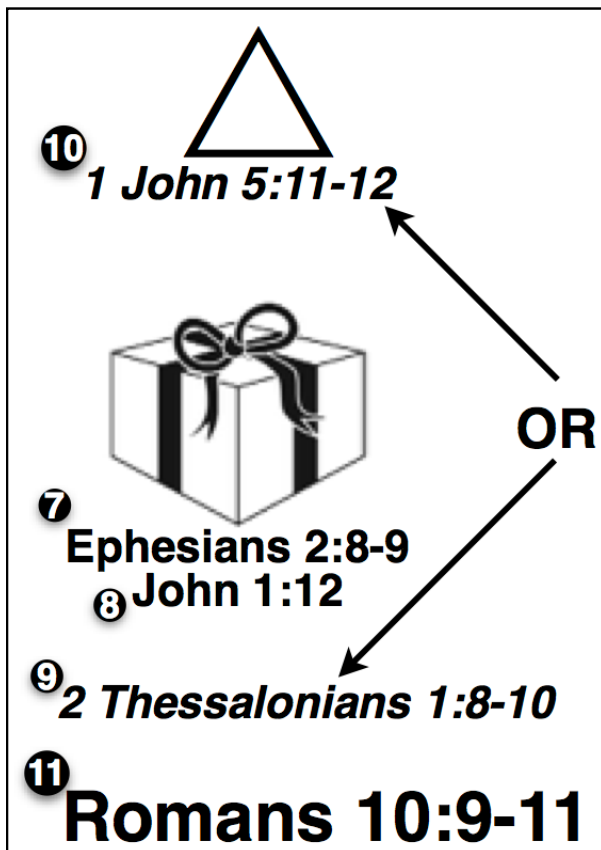 10
1 John 5:11-12
OR
7
Ephesians 2:8-9
8 John 1:12
9
2 Thessalonians 1:8-10
11
Romans 10:9-11